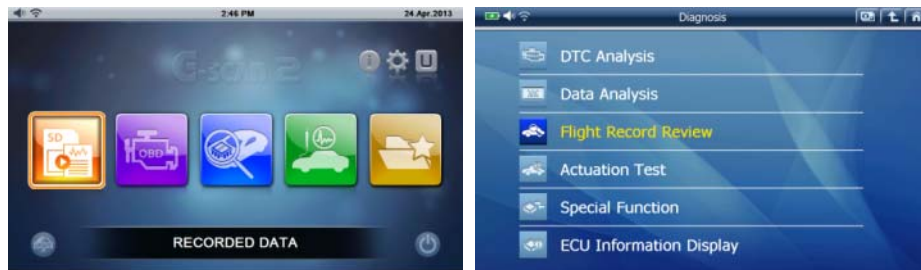 2:46 PM
24.Apr.2013
G-scan 2
U
SD
OBD
RECORDED DATA
Diagnosis
DTC Analysis
Data Analysis
Flight Record Review
Actuation Test
Special Function
ECU Information Display